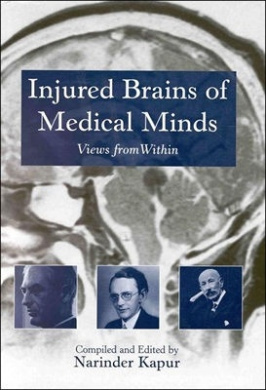 Injured Brains of
Medical Minds
Views from Within
Compiled and Edited by
Narinder Kapur